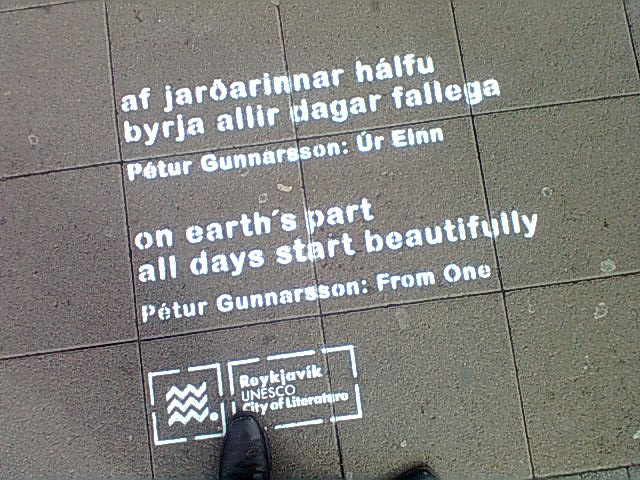 af jarðarinnar hálfu
byrja allir dagar fallega
Pétur Gunnarsson: Úr Einn
on earth´s part
all days start beautifully
Pétur Gunnarsson: From One
Reykjavík
UNESCO
City of Literature